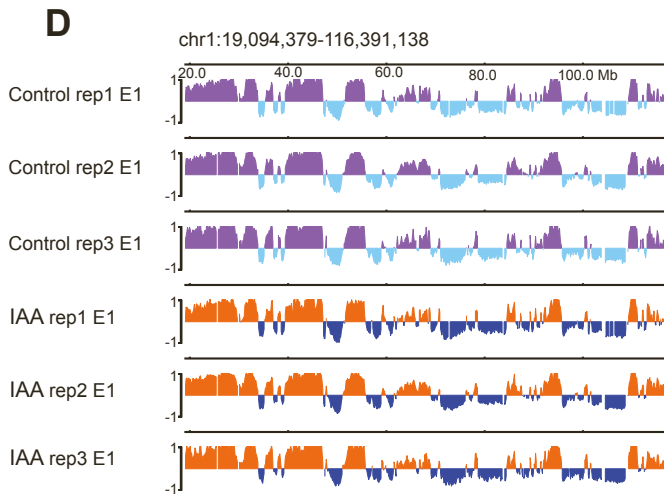 D
chr1:19,094,379-116,391,138
20.0 40.0 60.0 80.0 100.0 Mb
Control rep1 E1
1
-1
Control rep2 E1
1
-1
Control rep3 E1
1
-1
IAA rep1 E1
1
-1
IAA rep2 E1
1
-1
IAA rep3 E1
1
-1